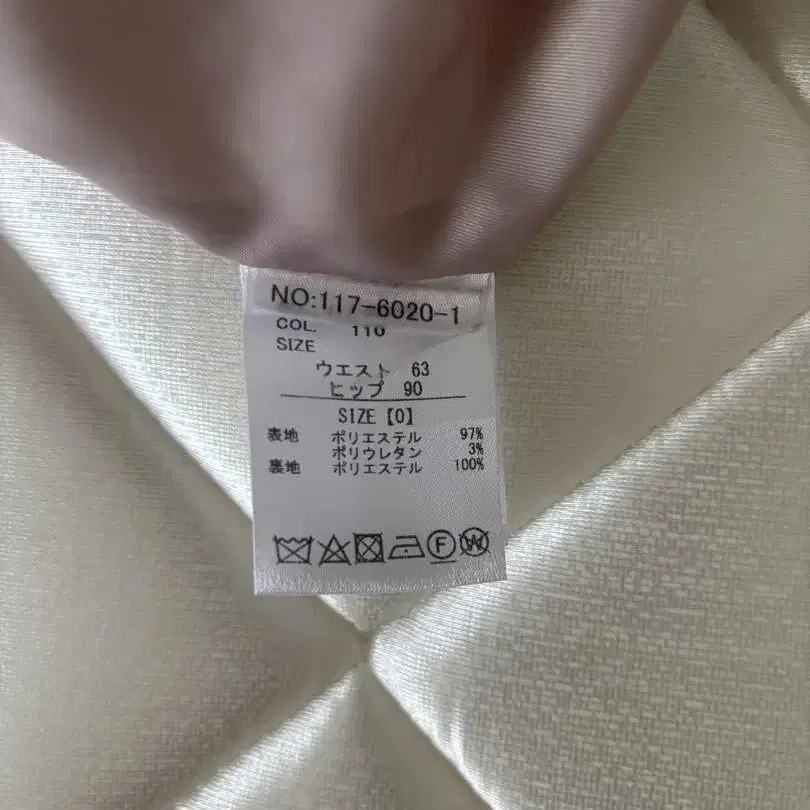 NO:117-6020-1
COL. 110
SIZE
ウエスト 63
ヒップ 90
SIZE【0】
表地 ポリエステル 97%
ポリウレタン 3%
裏地 ポリエステル 100%
F W